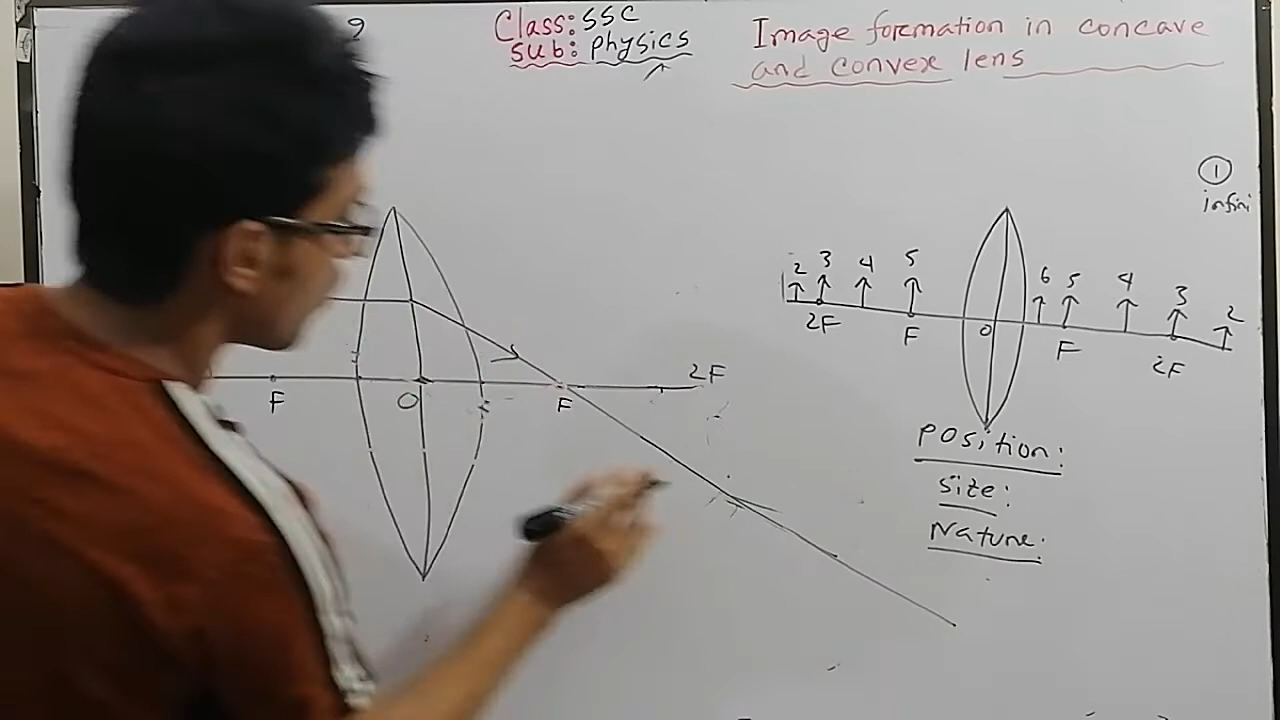 9
Class: SSC
Sub: physics
Image formation in concave
and convex lens
1
infini
2 3 4 5
6 5 4 3 2
2F F O F 2F
F O F 2F
Position:
Size:
Nature: